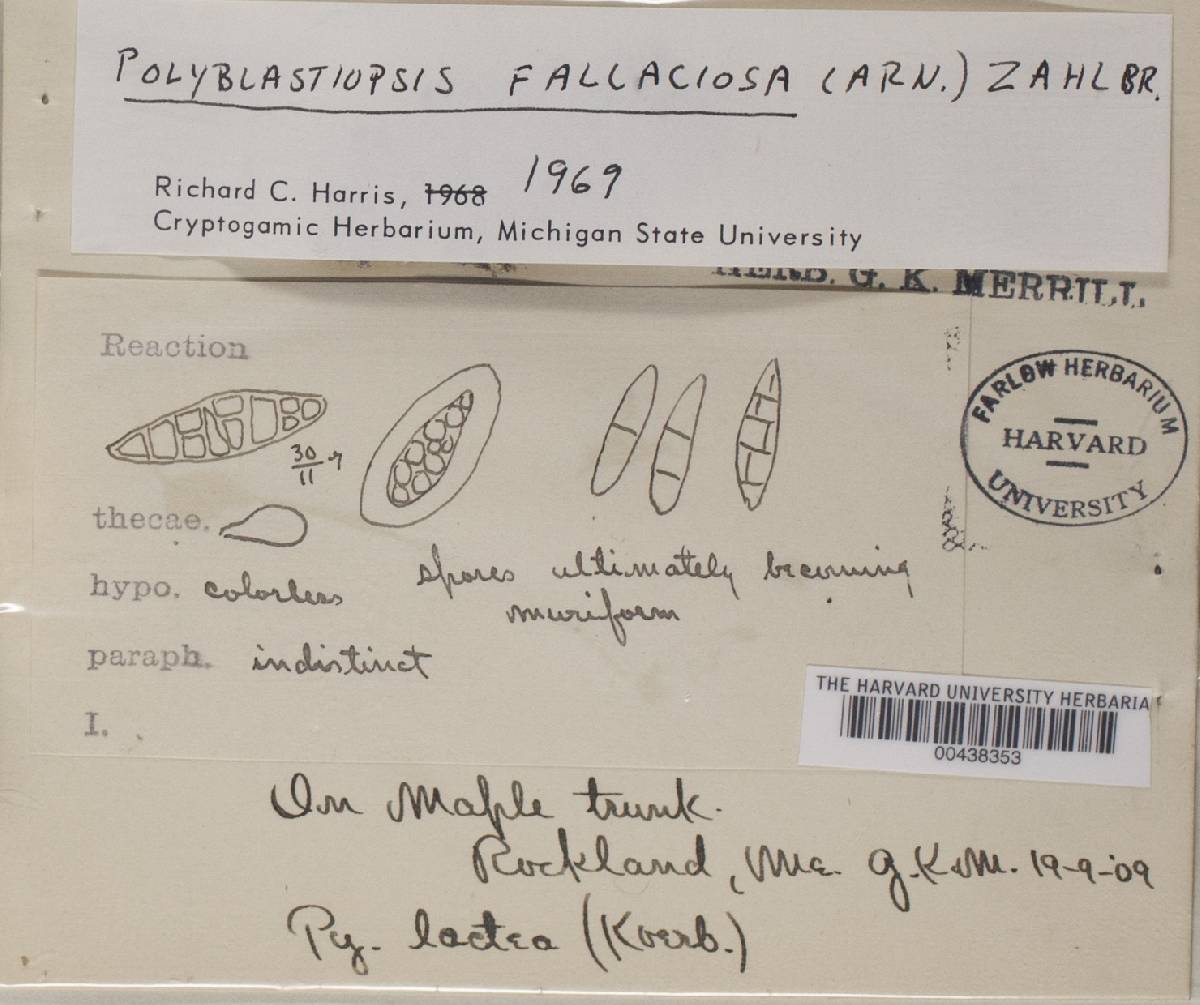 POLYBLASTIOPSIS FALLACIOSA (ARN.) ZAHLBR.
Richard C. Harris, 1968 1969
Cryptogamic Herbarium, Michigan State University
HERB. G. K. MERRILL.
Reaction
FARLOW HERBARIUM
HARVARD
UNIVERSITY
30
11
thecae.
hypo. colorless
spores ultimately becoming
muriform
paraph. indistinct
I.
THE HARVARD UNIVERSITY HERBARIA
00438353
On Maple trunk.
Rockland, Me. G.K.M. 19-9-09
Py. lactea (Koerb.)